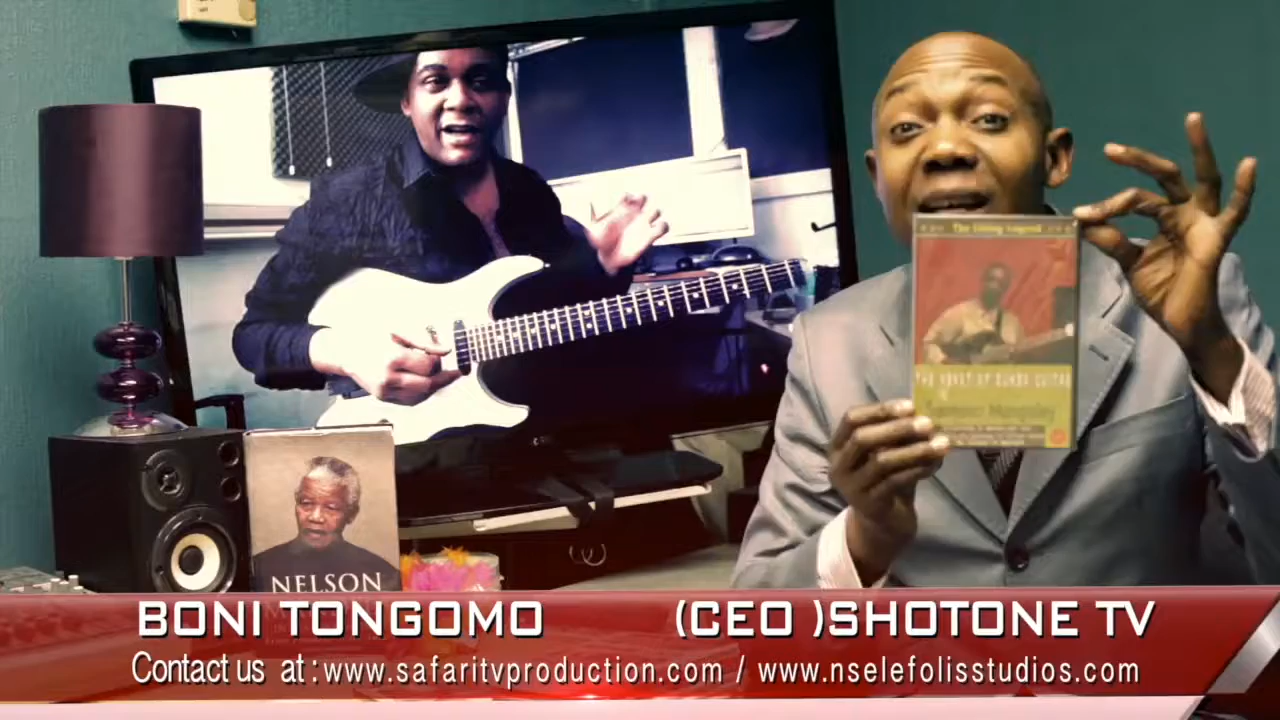 The Living Legend
NELSON
BONI TONGOMO (CEO )SHOTONE TV
Contact us at : www.safaritvproduction.com / www.nselefolisstudios.com